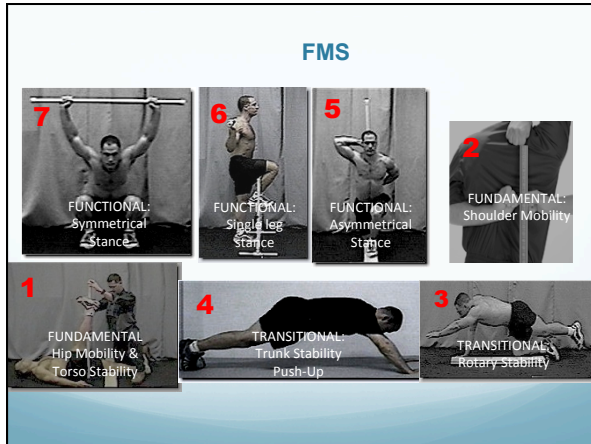 FMS
7
FUNCTIONAL:
Symmetrical
Stance
6
FUNCTIONAL:
Single leg
stance
5
FUNCTIONAL:
Asymmetrical
Stance
2
FUNDAMENTAL:
Shoulder Mobility
1
FUNDAMENTAL
Hip Mobility &
Torso Stability
4
TRANSITIONAL:
Trunk Stability
Push-Up
3
TRANSITIONAL:
Rotary Stability